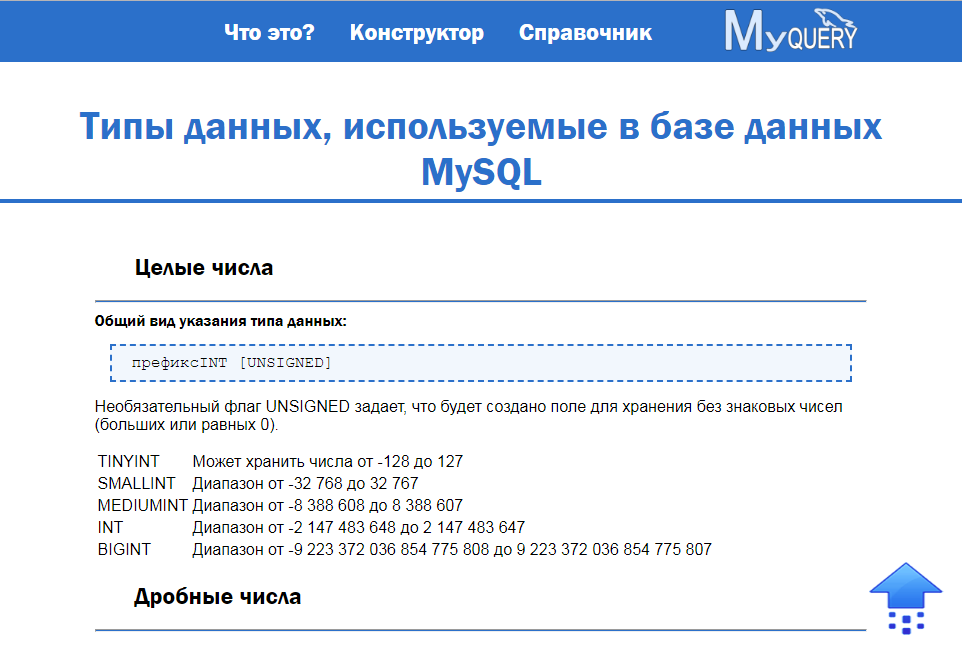 Что это? Конструктор Справочник MyQUERY
Типы данных, используемые в базе данных
MySQL
Целые числа
Общий вид указания типа данных:
префиксINT [UNSIGNED]
Необязательный флаг UNSIGNED задает, что будет создано поле для хранения без знаковых чисел
(больших или равных 0).
TINYINT Может хранить числа от -128 до 127
SMALLINT Диапазон от -32 768 до 32 767
MEDIUMINT Диапазон от -8 388 608 до 8 388 607
INT Диапазон от -2 147 483 648 до 2 147 483 647
BIGINT Диапазон от -9 223 372 036 854 775 808 до 9 223 372 036 854 775 807
Дробные числа